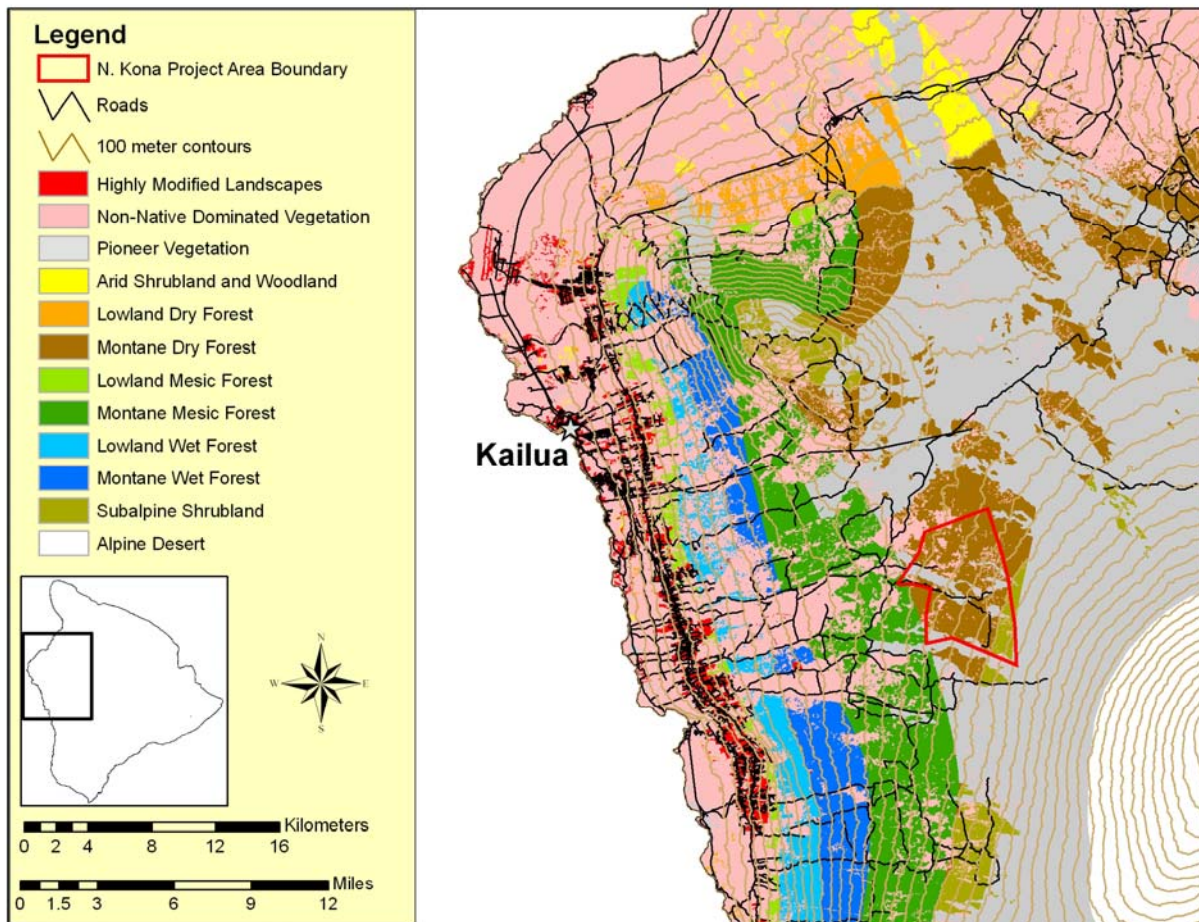 Legend
N. Kona Project Area Boundary
Roads
100 meter contours
Highly Modified Landscapes
Non-Native Dominated Vegetation
Pioneer Vegetation
Arid Shrubland and Woodland
Lowland Dry Forest
Montane Dry Forest
Lowland Mesic Forest
Montane Mesic Forest
Lowland Wet Forest
Montane Wet Forest
Subalpine Shrubland
Alpine Desert
N
W E
S
Kilometers
0 2 4 8 12 16
Miles
0 1.5 3 6 9 12
Kailua